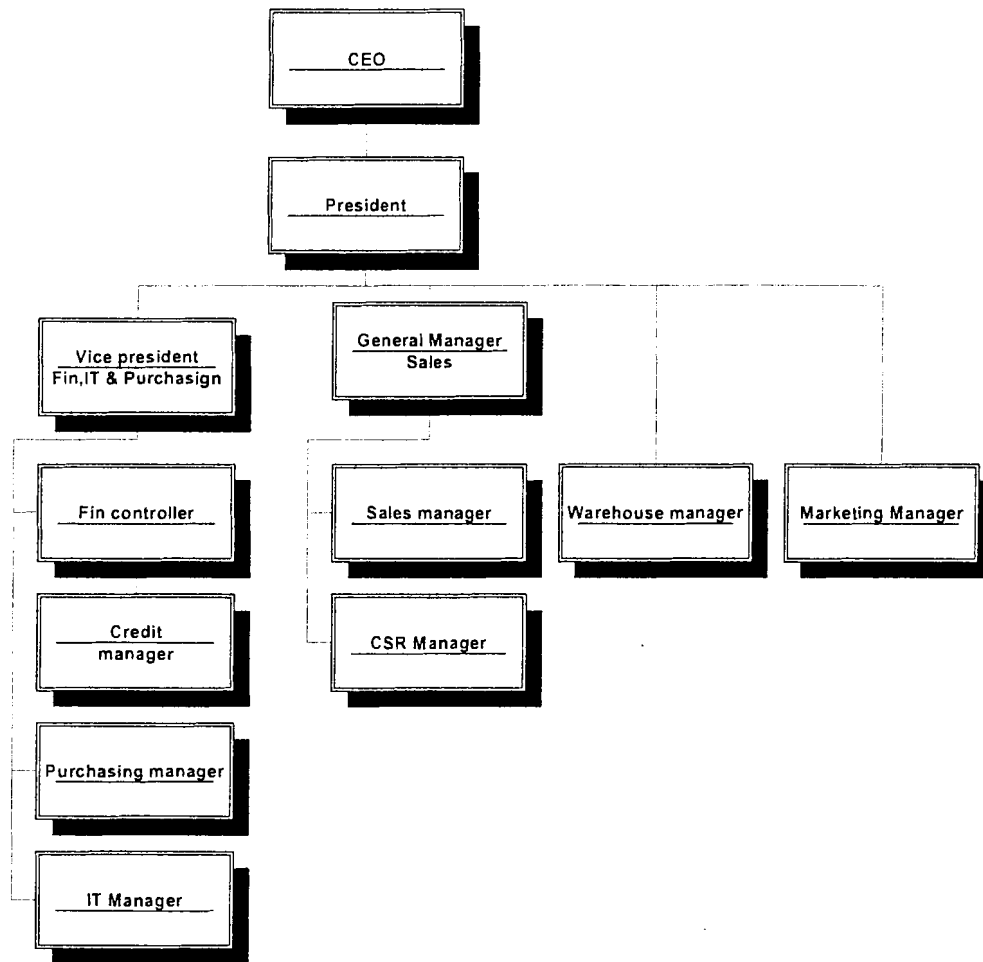 CEO
President
Vice president
Fin,IT & Purchasign
General Manager
Sales
Fin controller
Sales manager
Warehouse manager
Marketing Manager
Credit
manager
CSR Manager
Purchasing manager
IT Manager